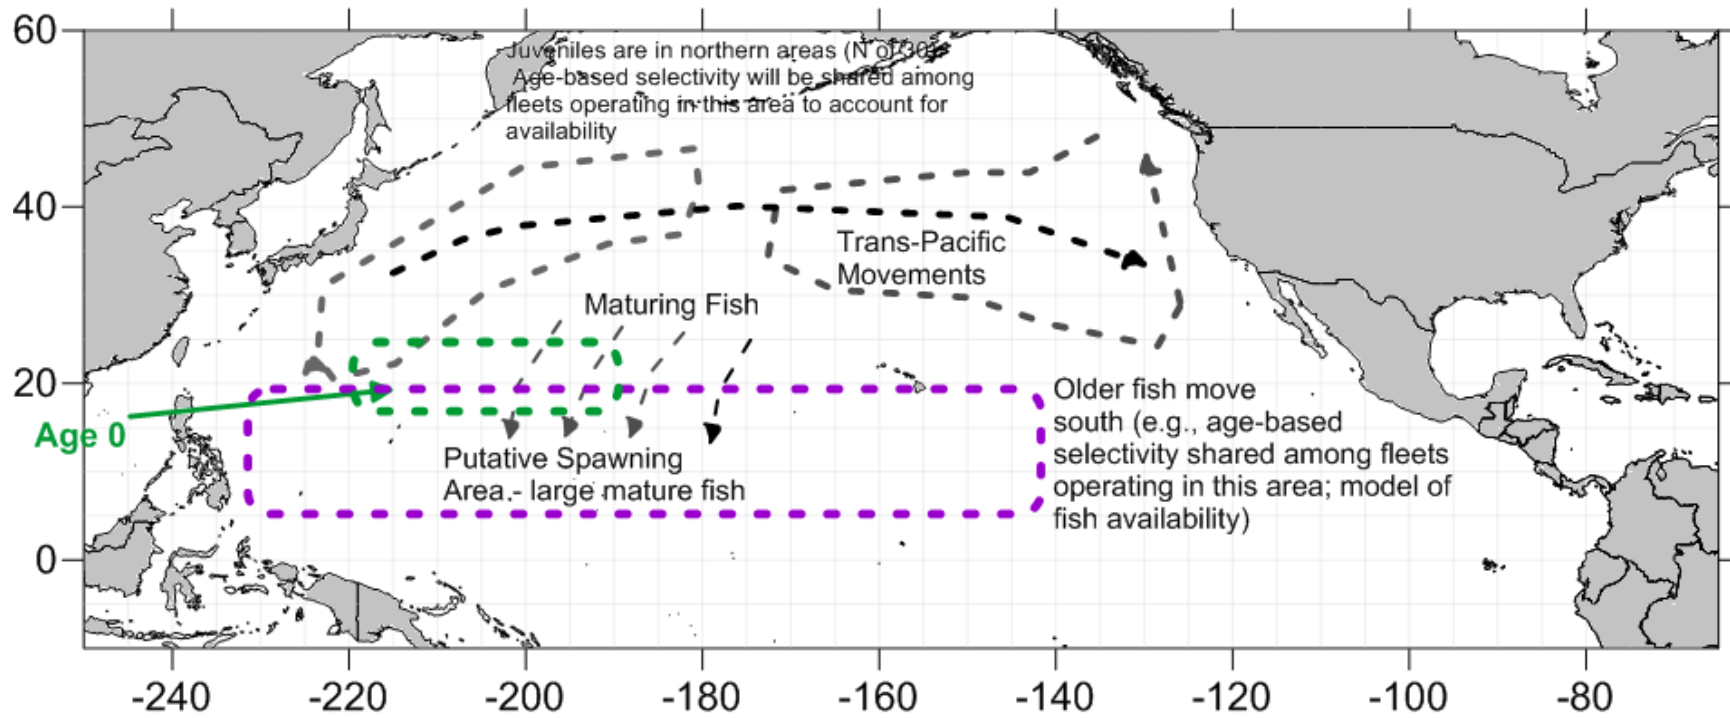 60
40
20
0
Juveniles are in northern areas (N of 30).
Age-based selectivity will be shared among
fleets operating in this area to account for
availability
Trans-Pacific
Movements
Maturing Fish
Age 0
Putative Spawning
Area - large mature fish
Older fish move
south (e.g., age-based
selectivity shared among fleets
operating in this area; model of
fish availability)
-240 -220 -200 -180 -160 -140 -120 -100 -80